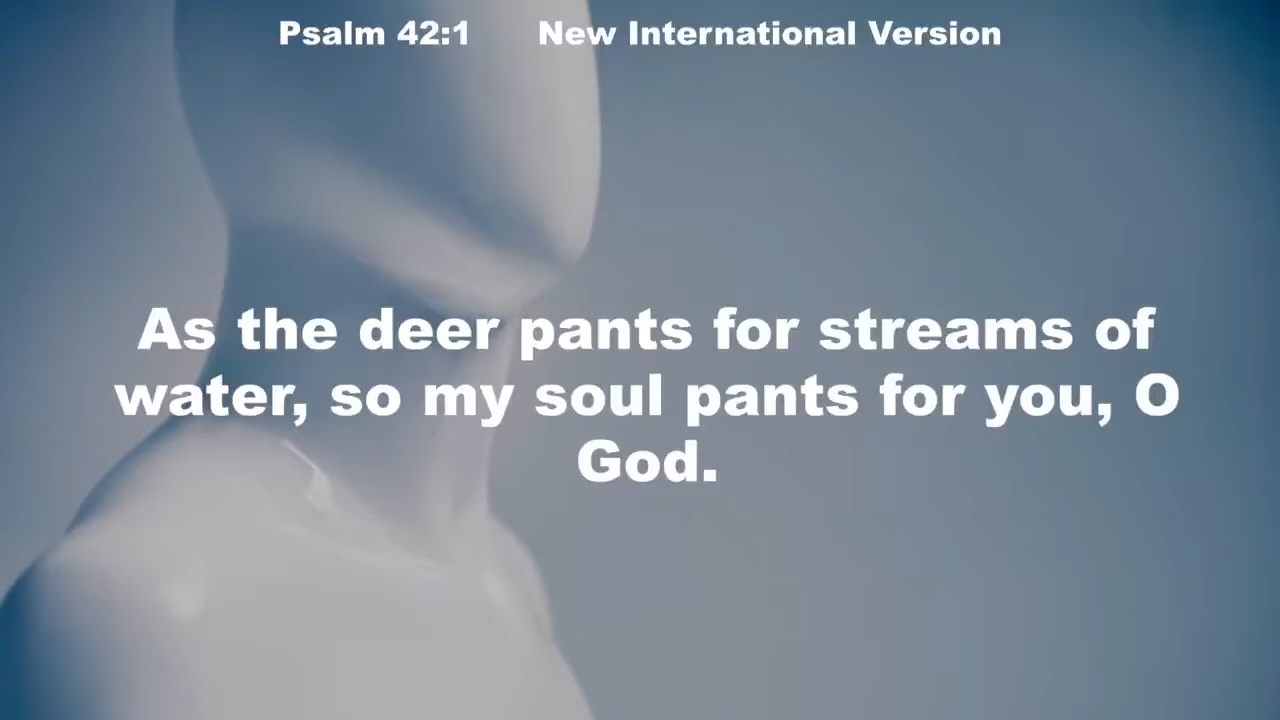 Psalm 42:1 New International Version
As the deer pants for streams of
water, so my soul pants for you, O
God.